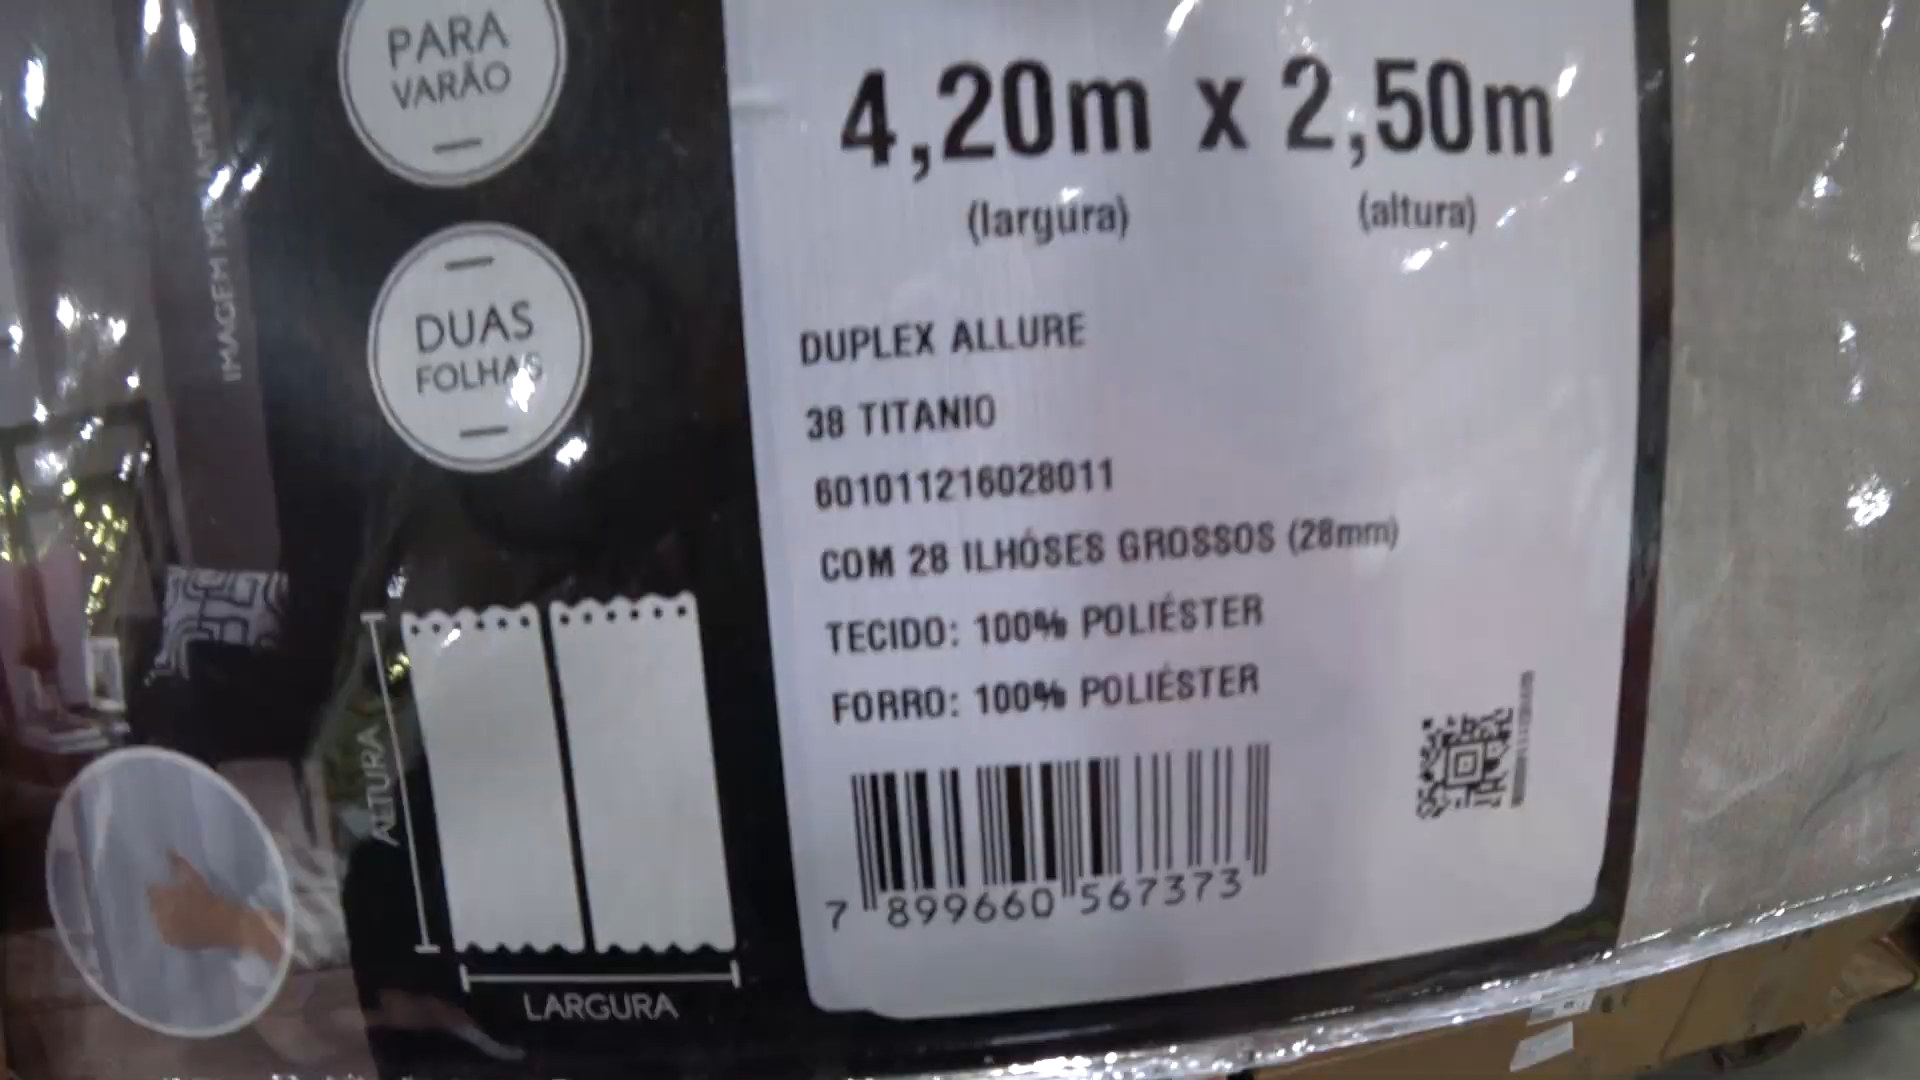 PARA
VARÃO
DUAS
FOLHAS
4,20m x 2,50m
(largura) (altura)
DUPLEX ALLURE
38 TITANIO
601011216028011
COM 28 ILHÓSES GROSSOS (28mm)
TECIDO: 100% POLIÉSTER
FORRO: 100% POLIÉSTER
7 899660 567373
ALTURA
LARGURA
IMAGEM